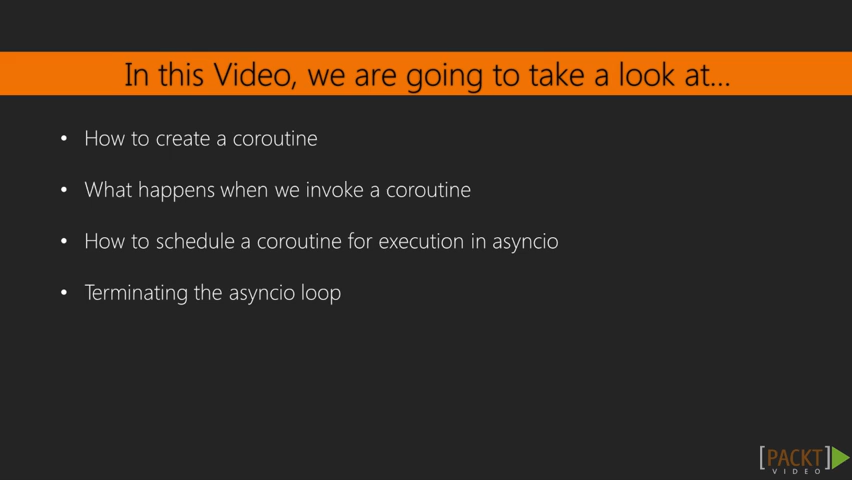 In this Video, we are going to take a look at...
• How to create a coroutine
• What happens when we invoke a coroutine
• How to schedule a coroutine for execution in asyncio
• Terminating the asyncio loop
[PACKT]
VIDEO